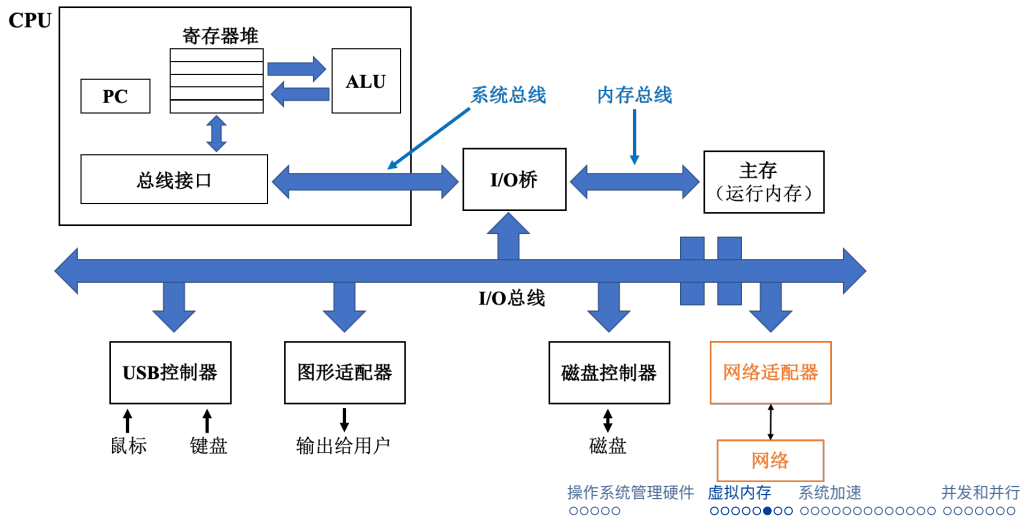 CPU
寄存器堆
PC
ALU
系统总线
内存总线
总线接口
I/O桥
主存
（运行内存）
I/O总线
USB控制器
图形适配器
磁盘控制器
网络适配器
鼠标
键盘
输出给用户
磁盘
网络
操作系统管理硬件
虚拟内存
系统加速
并发和并行